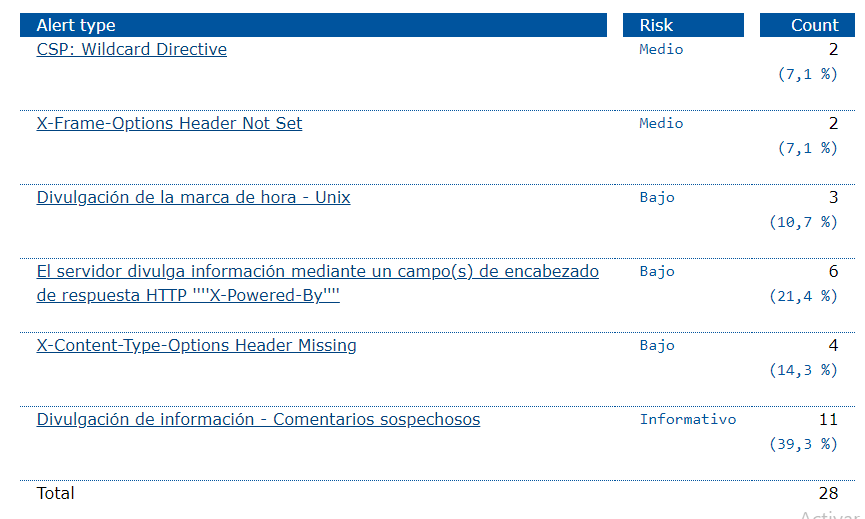 Alert type Risk Count
CSP: Wildcard Directive Medio 2
(7,1 %)
X-Frame-Options Header Not Set Medio 2
(7,1 %)
Divulgación de la marca de hora - Unix Bajo 3
(10,7 %)
El servidor divulga información mediante un campo(s) de encabezado Bajo 6
de respuesta HTTP ""X-Powered-By"" (21,4 %)
X-Content-Type-Options Header Missing Bajo 4
(14,3 %)
Divulgación de información - Comentarios sospechosos Informativo 11
(39,3 %)
Total 28